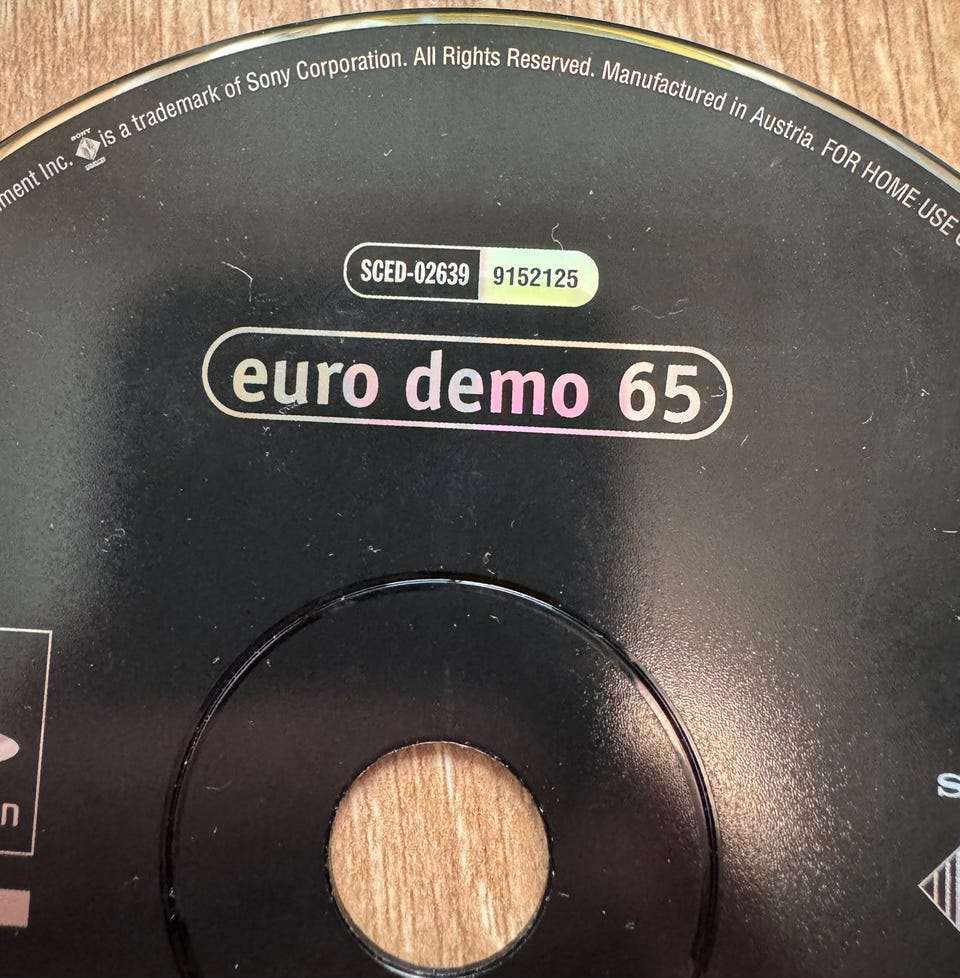 ment Inc. SONY is a trademark of Sony Corporation. All Rights Reserved. Manufactured in Austria. FOR HOME USE
SCED-02639 9152125
euro demo 65
n
S